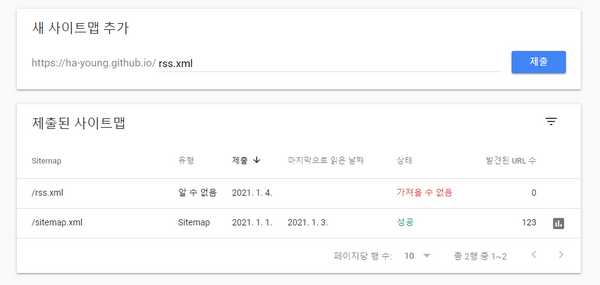 새 사이트맵 추가
https://ha-young.github.io/ rss.xml 제출
제출된 사이트맵
Sitemap 유형 제출 마지막으로 읽은 날짜 상태 발견된 URL 수
/rss.xml 알 수 없음 2021. 1. 4. 가져올 수 없음 0
/sitemap.xml Sitemap 2021. 1. 1. 2021. 1. 3. 성공 123
페이지당 행 수: 10 총 2행 중 1~2